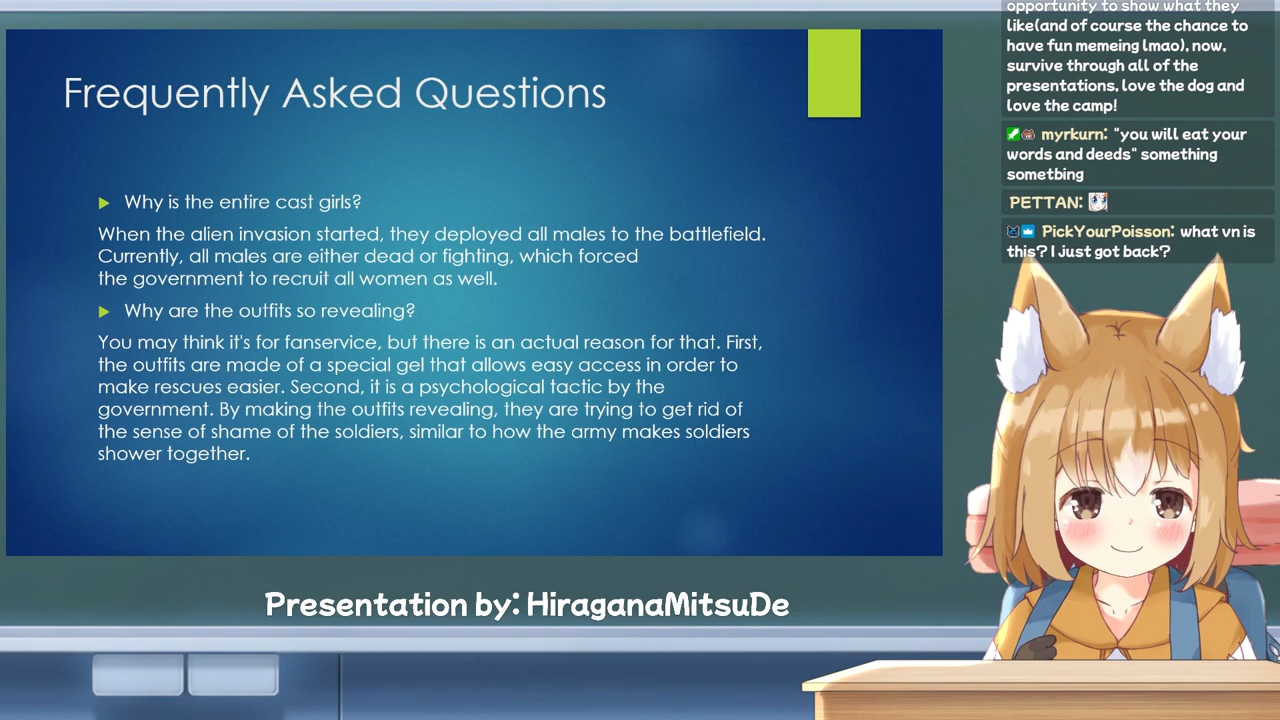 Frequently Asked Questions
Why is the entire cast girls?
When the alien invasion started, they deployed all males to the battlefield.
Currently, all males are either dead or fighting, which forced
the government to recruit all women as well.
Why are the outfits so revealing?
You may think it's for fanservice, but there is an actual reason for that. First,
the outfits are made of a special gel that allows easy access in order to
make rescues easier. Second, it is a psychological tactic by the
government. By making the outfits revealing, they are trying to get rid of
the sense of shame of the soldiers, similar to how the army makes soldiers
shower together.
Presentation by: HiraganaMitsuDe
opportunity to show what they
like(and of course the chance to
have fun memeing lmao), now,
survive through all of the
presentations, love the dog and
love the camp!
myrkurn: "you will eat your
words and deeds" something
sometbing
PETTAN:
PickYourPoisson: what vn is
this? I just got back?